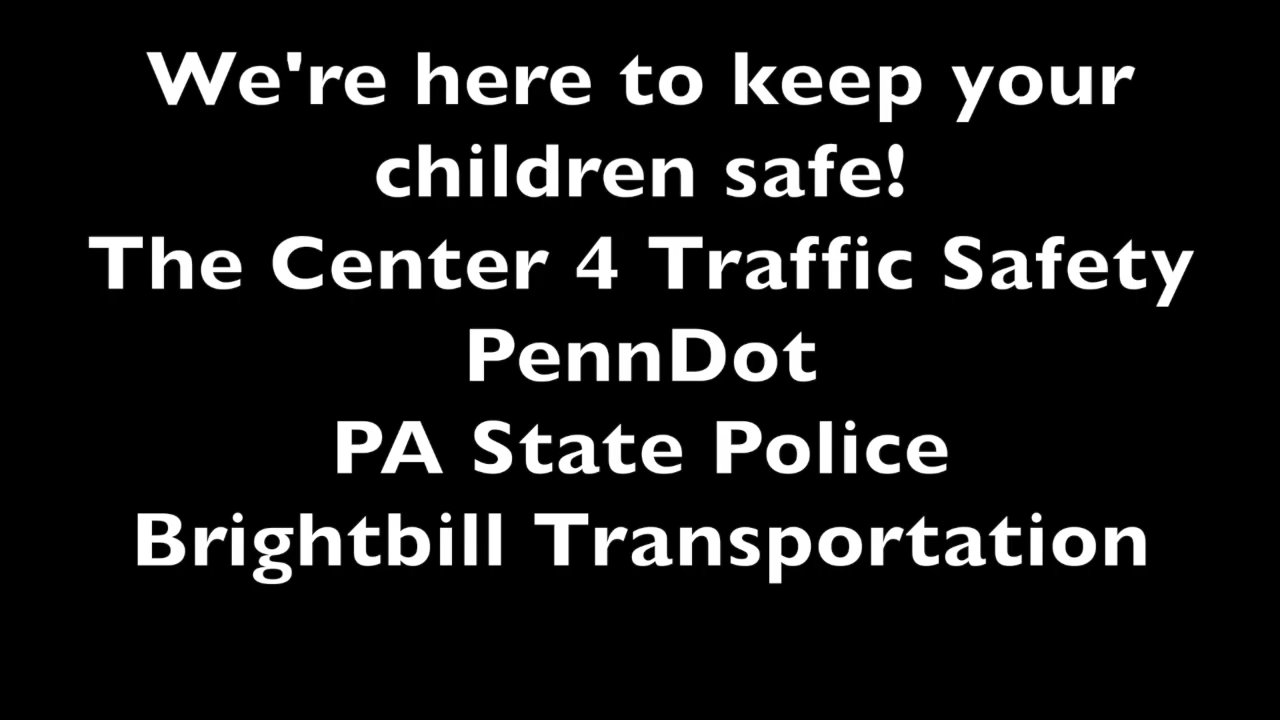 We're here to keep your
children safe!
The Center 4 Traffic Safety
PennDot
PA State Police
Brightbill Transportation